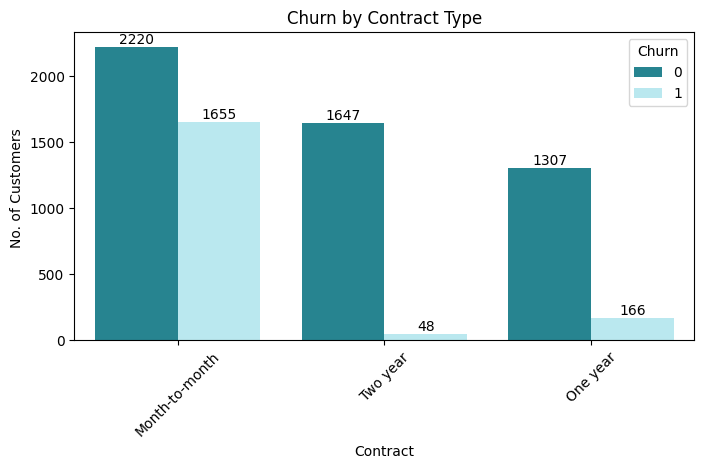 Churn by Contract Type
No. of Customers
2000
1500
1000
500
0
2220
1655
1647
48
1307
166
Churn
0
1
Month-to-month
Two year
One year
Contract